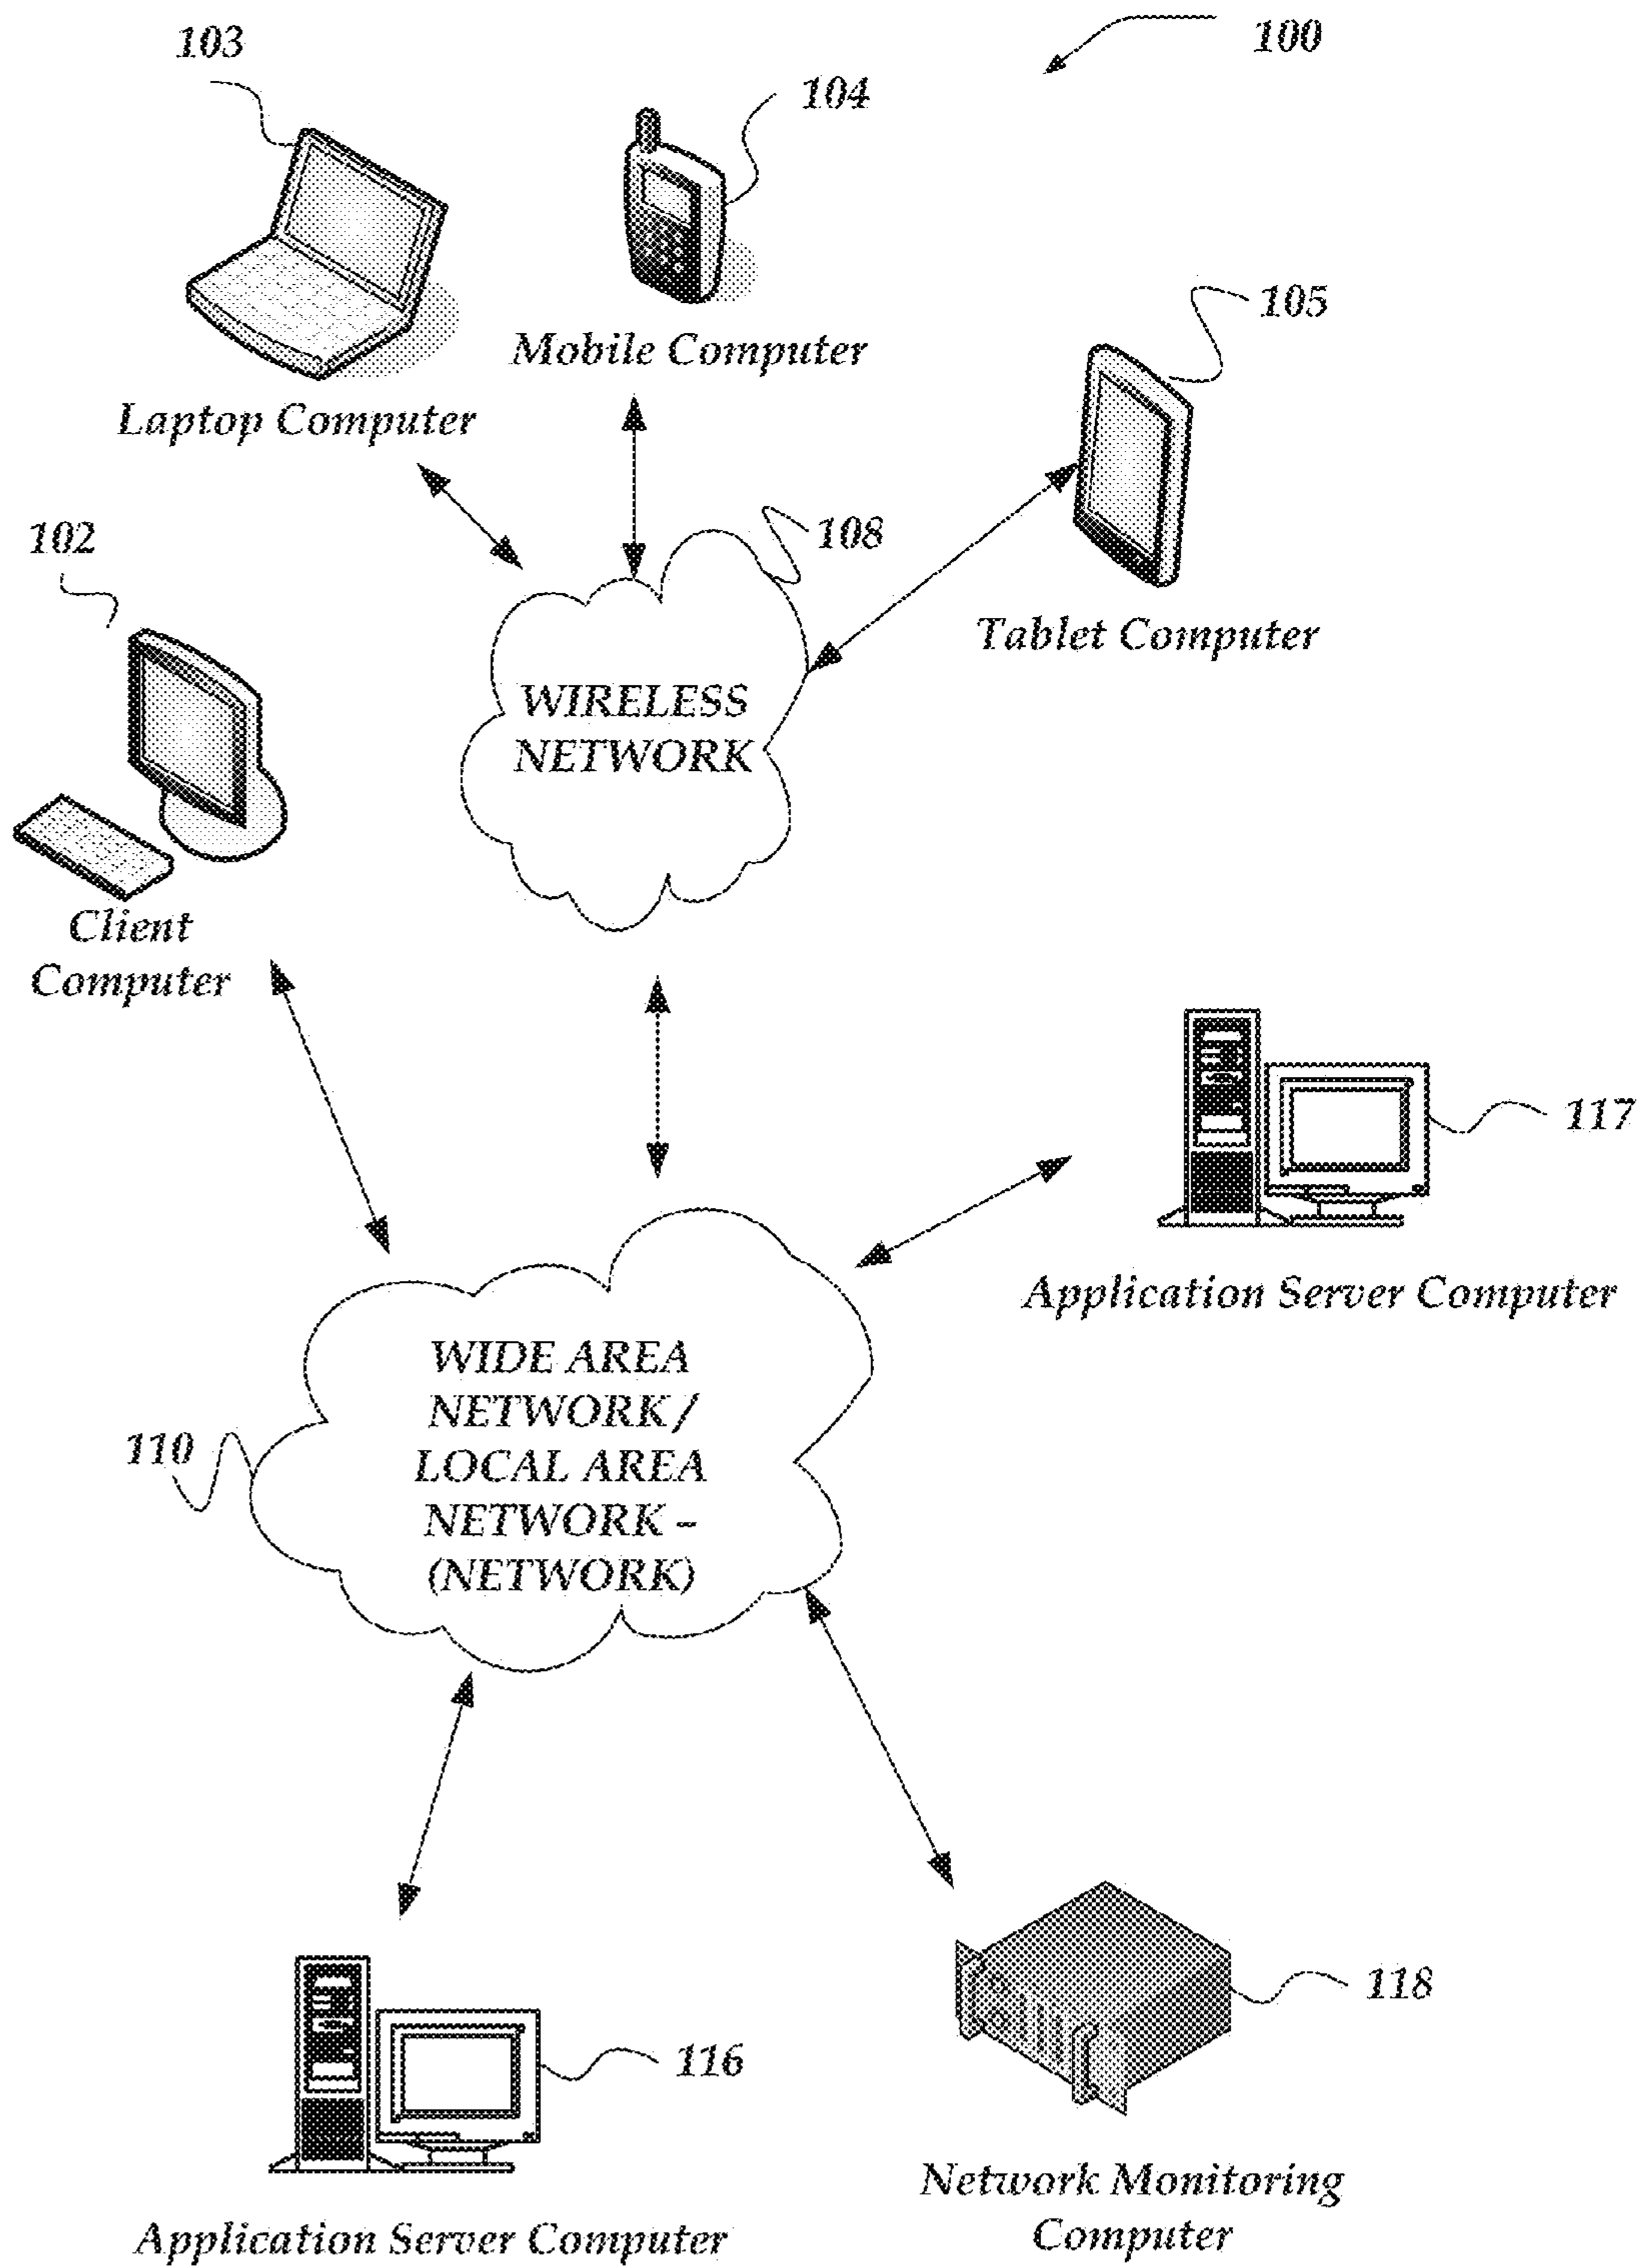 103
100
104
105
Mobile Computer
Laptop Computer
102
108
Tablet Computer
WIRELESS
NETWORK
Client
Computer
117
Application Server Computer
WIDE AREA
NETWORK /
LOCAL AREA
NETWORK –
(NETWORK)
110
118
116
Network Monitoring
Computer
Application Server Computer